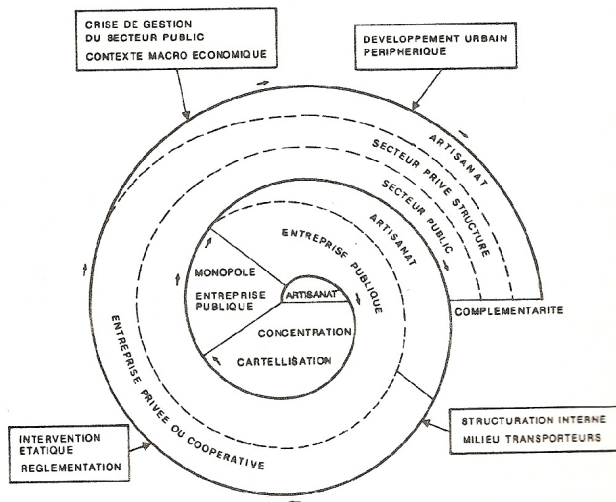 CRISE DE GESTION
DU SECTEUR PUBLIC
CONTEXTE MACRO ECONOMIQUE
DEVELOPPEMENT URBAIN
PERIPHERIQUE
ARTISANAT
SECTEUR PRIVE STRUCTURE
SECTEUR PUBLIC
ARTISANAT
ENTREPRISE PUBLIQUE
MONOPOLE
ENTREPRISE
PUBLIQUE
ARTISANAT
CONCENTRATION
CARTELLISATION
COMPLEMENTARITE
ENTREPRISE PRIVEE OU COOPERATIVE
INTERVENTION
ETATIQUE
REGLEMENTATION
STRUCTURATION INTERNE
MILIEU TRANSPORTEURS